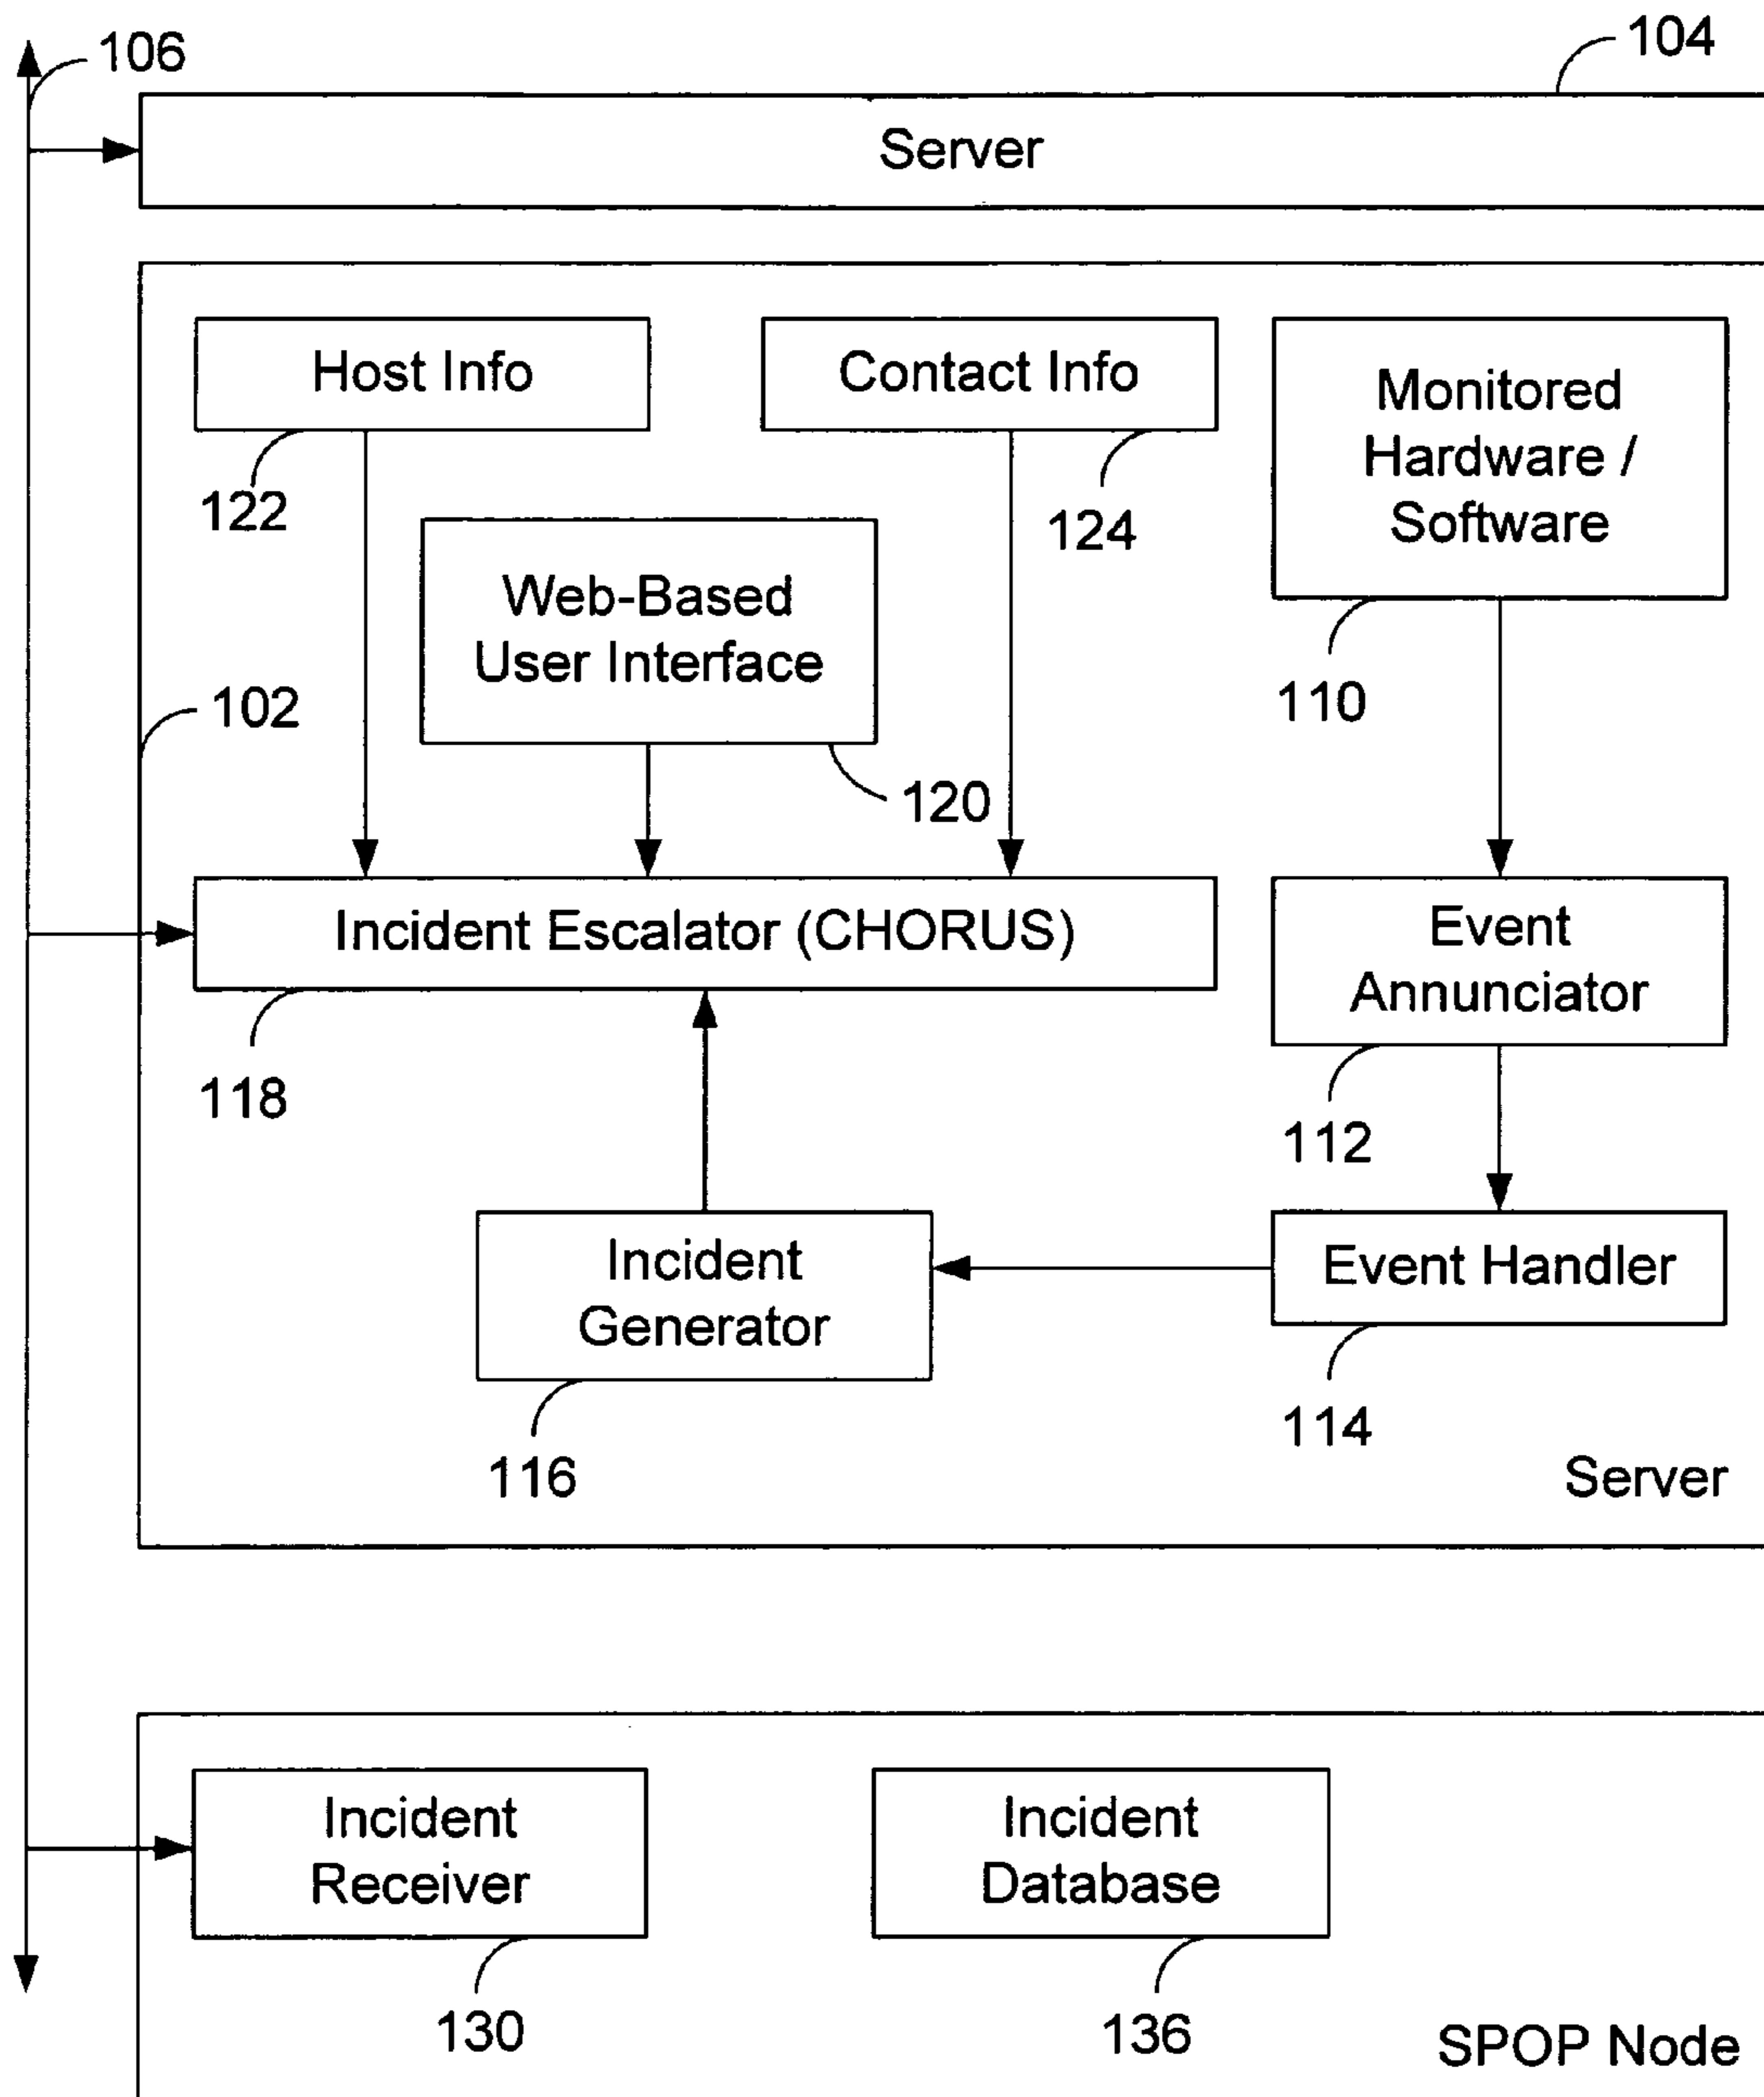 106
104
Server
Host Info
Contact Info
Monitored
Hardware /
Software
122
124
Web-Based
User Interface
110
102
120
Incident Escalator (CHORUS)
Event
Annunciator
118
112
Incident
Generator
Event Handler
116
114
Server
Incident
Receiver
Incident
Database
130
136
SPOP Node